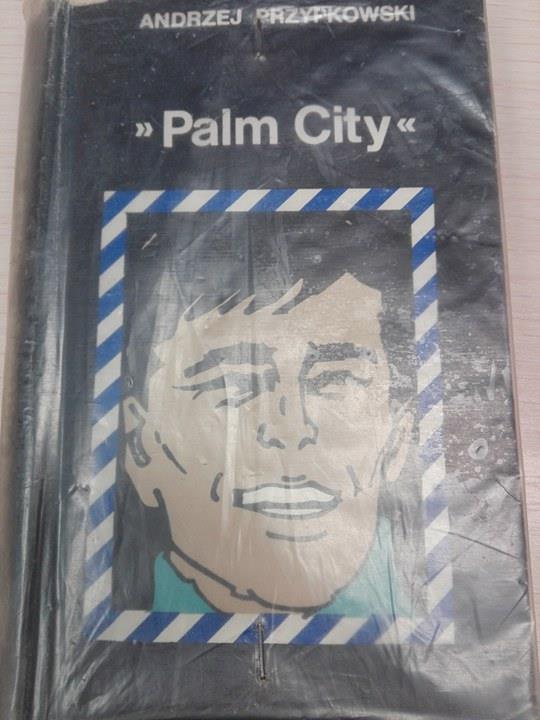 ANDRZEJ PRZYPKOWSKI
»Palm City«